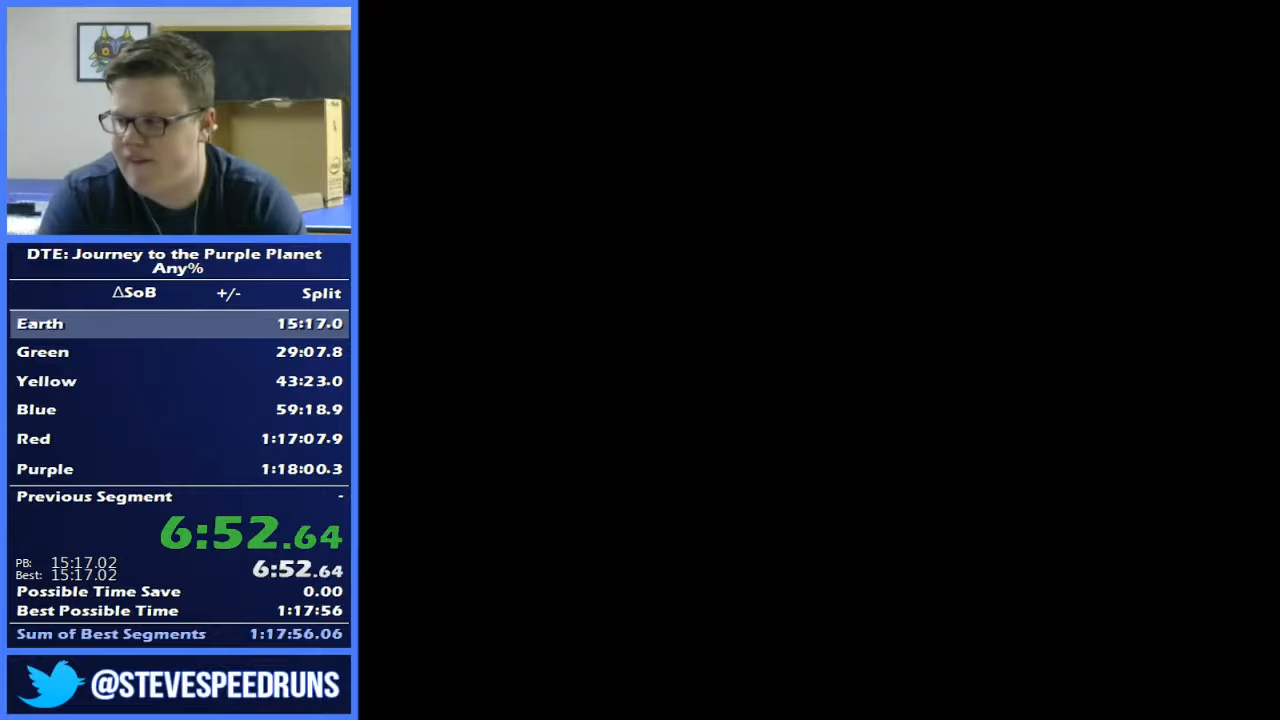 DTE: Journey to the Purple Planet
Any%
ΔSoB +/- Split
Earth 15:17.0
Green 29:07.8
Yellow 43:23.0
Blue 59:18.9
Red 1:17:07.9
Purple 1:18:00.3
Previous Segment -
6:52.64
PB: 15:17.02
Best: 15:17.02
6:52.64
Possible Time Save 0.00
Best Possible Time 1:17:56
Sum of Best Segments 1:17:56.06
@STEVESPEEDRUNS